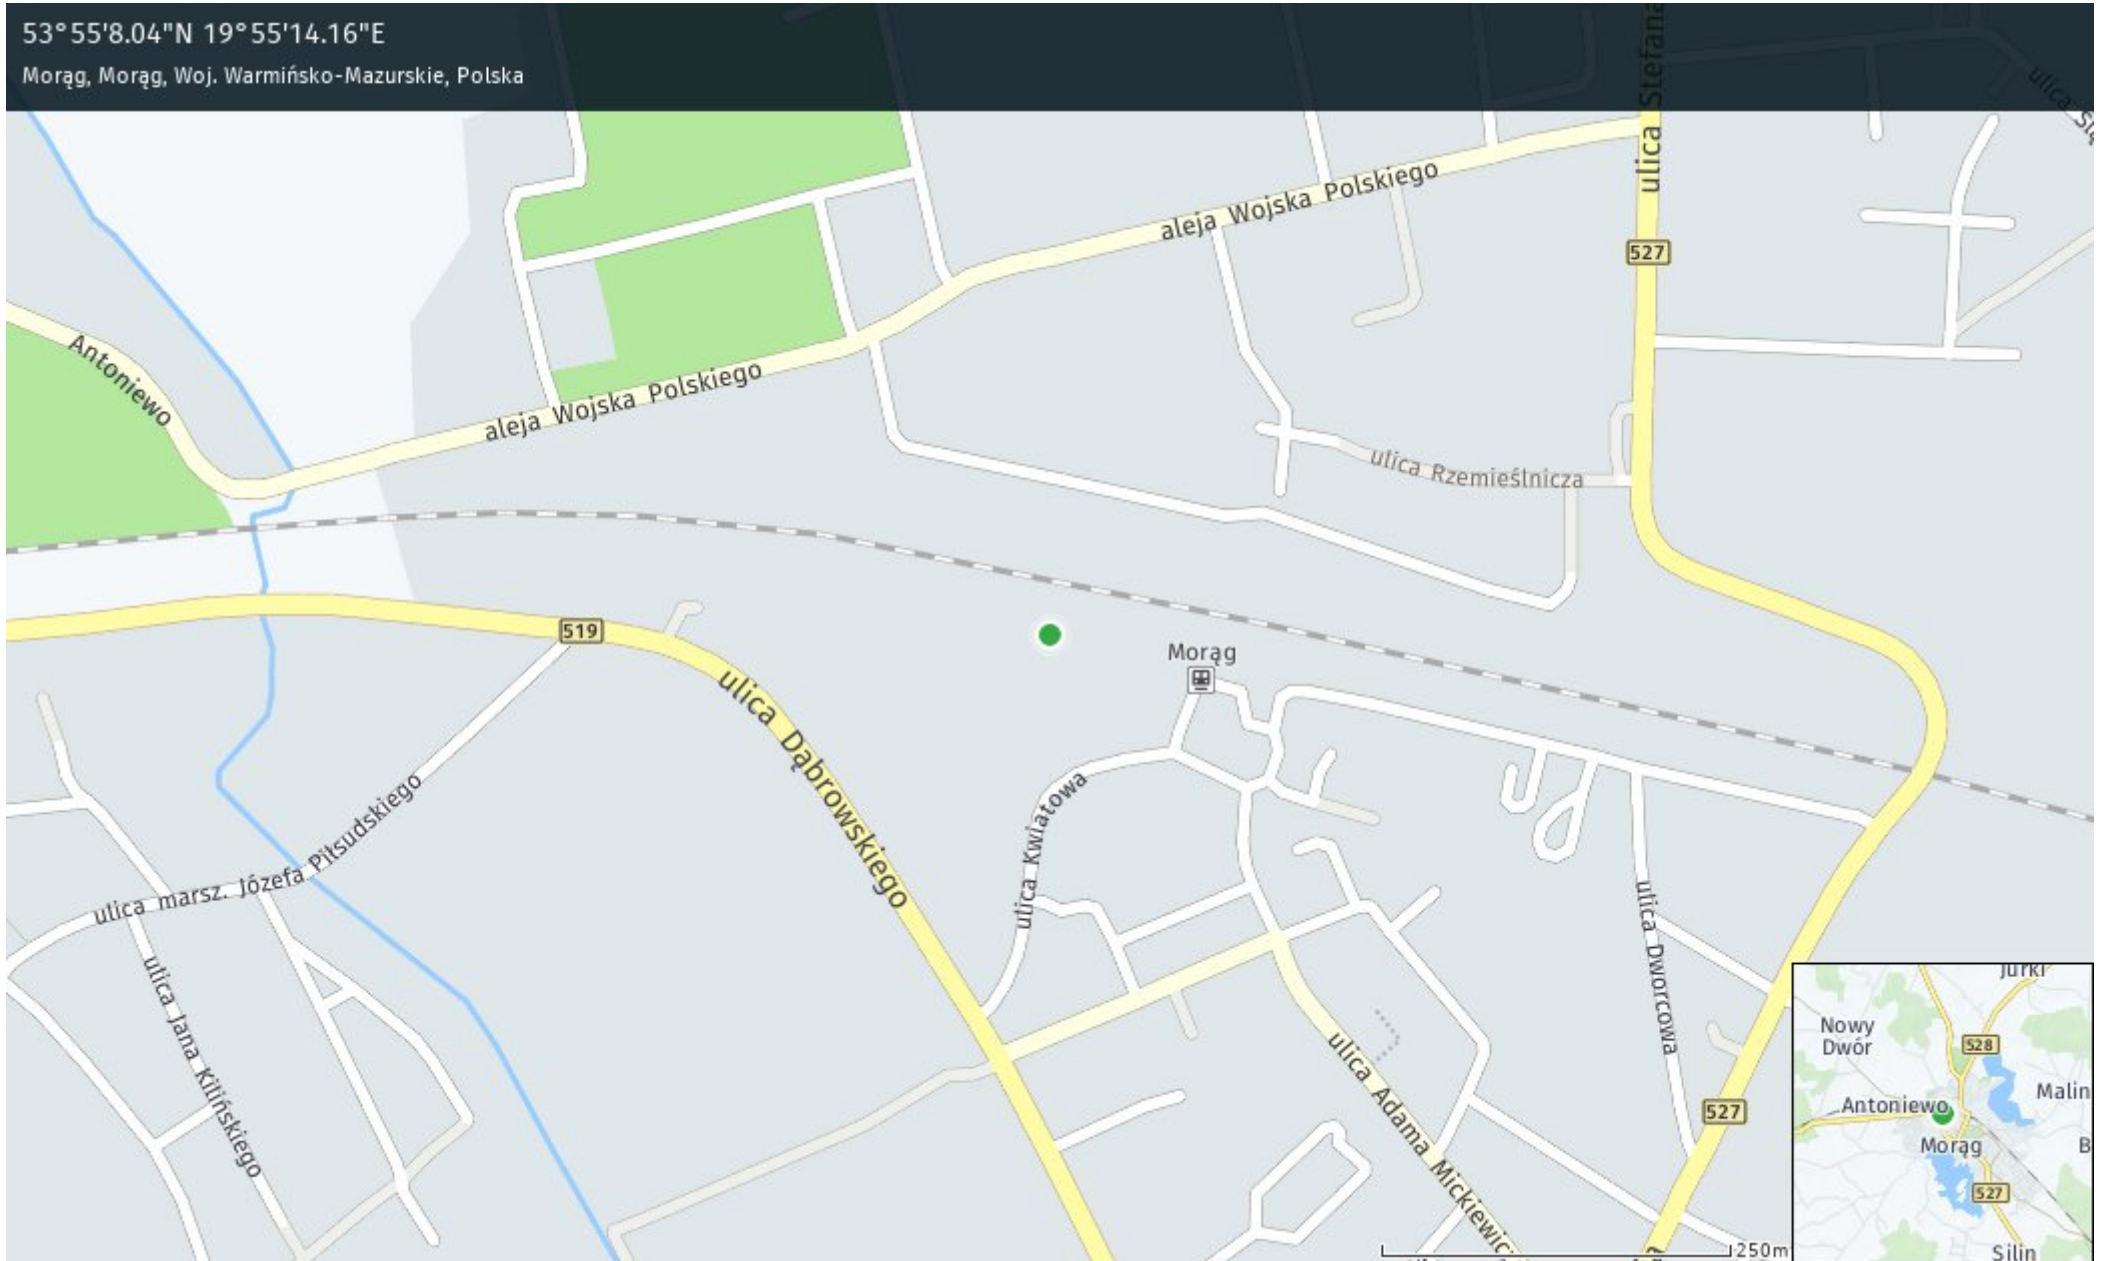 53°55'8.04"N 19°55'14.16"E
Morąg, Morąg, Woj. Warmińsko-Mazurskie, Polska
ulica Stefana
ulica
aleja Wojska Polskiego
527
Antoniewo
aleja Wojska Polskiego
ulica Rzemieślnicza
519
Morąg
ulica Dąbrowskiego
ulica Kwiatowa
ulica marsz. Józefa Piłsudskiego
ulica Jana Kilińskiego
ulica Dworcowa
ulica Adama Mickiewicz
527
250m
Jurki
Nowy
Dwór
528
Malin
Antoniewo
B
Morąg
527
Silin